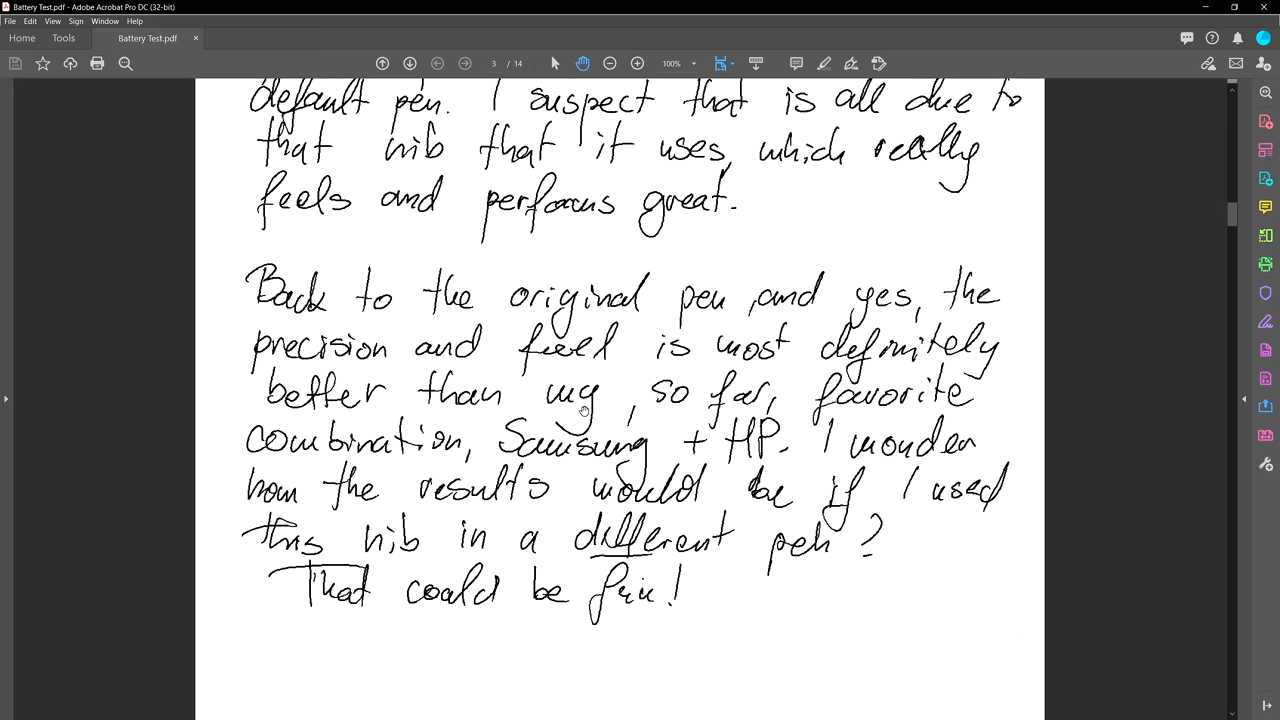 Battery Test.pdf - Adobe Acrobat Pro DC (32-bit)
File Edit View Sign Window Help
Home Tools Battery Test.pdf ×
3 / 14 100%
default pen. I suspect that is all due to
that nib that it uses, which really
feels and performs great.
Back to the original pen, and yes, the
precision and feel is most definitely
better than my, so far, favorite
combination, Samsung + HP. I wonder
how the results would be if I used
this nib in a different pen?
That could be fun!